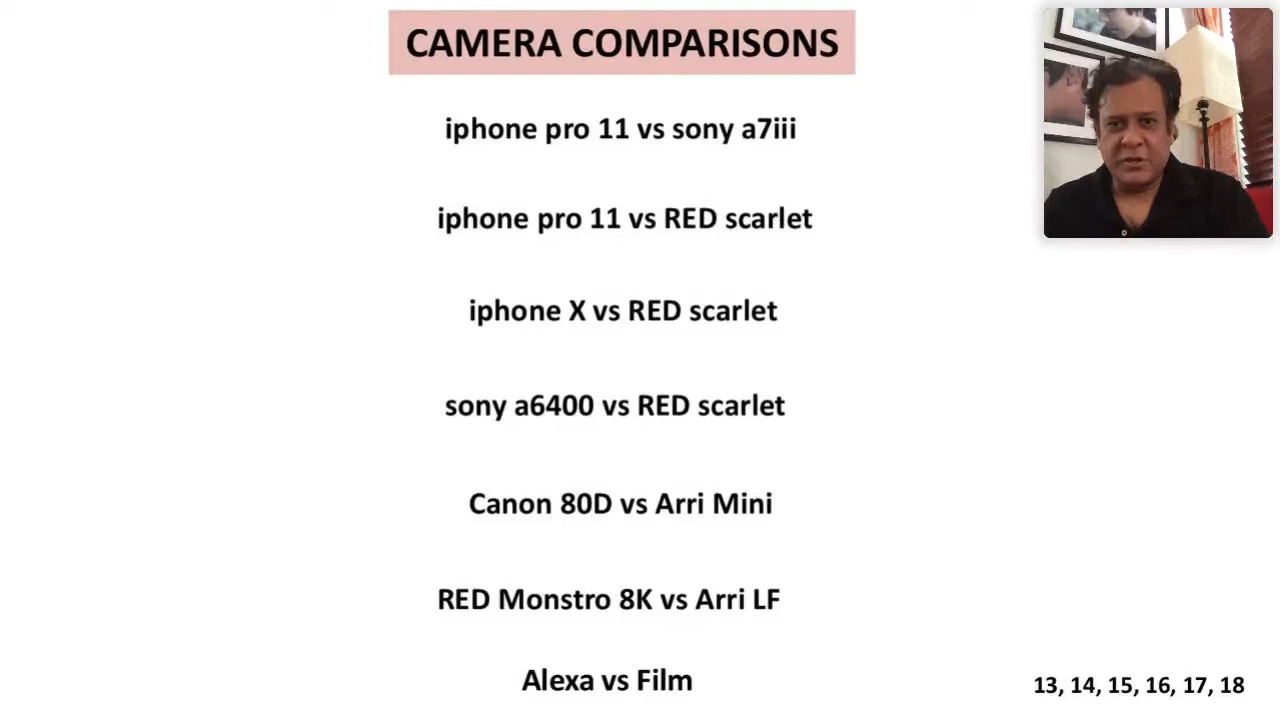 CAMERA COMPARISONS
iphone pro 11 vs sony a7iii
iphone pro 11 vs RED scarlet
iphone X vs RED scarlet
sony a6400 vs RED scarlet
Canon 80D vs Arri Mini
RED Monstro 8K vs Arri LF
Alexa vs Film
13, 14, 15, 16, 17, 18